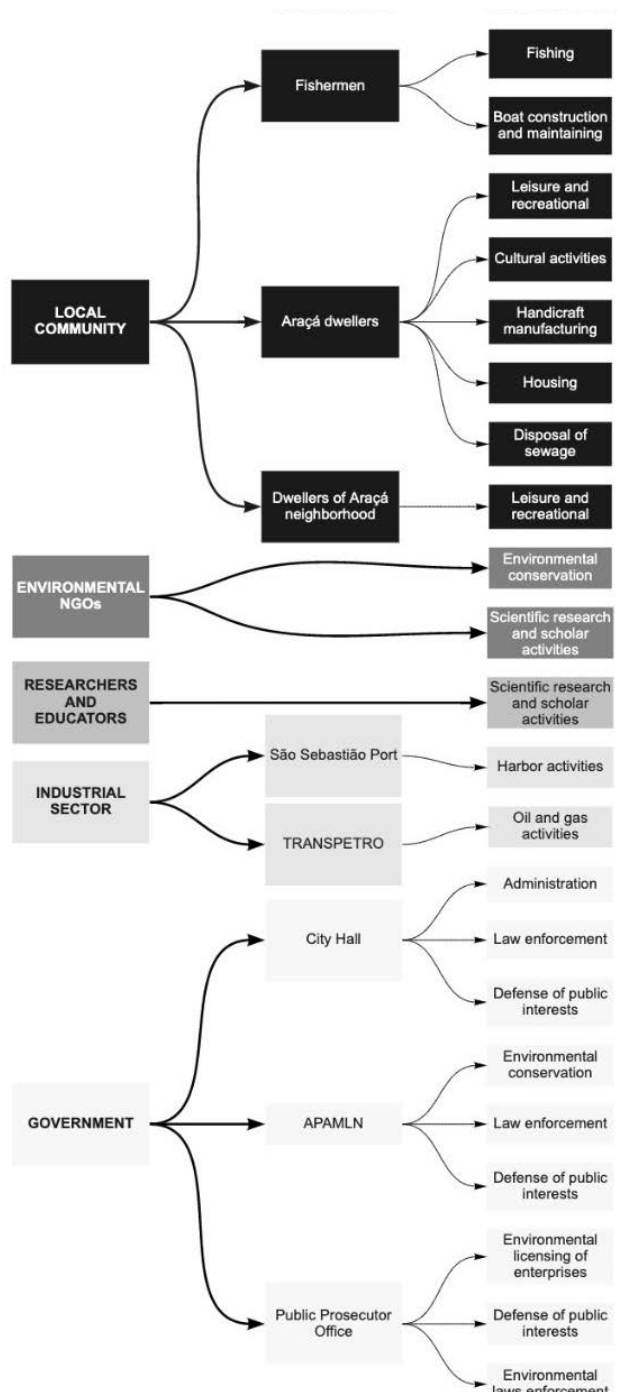 Fishing
Fishermen
Boat construction
and maintaining
Leisure and
recreational
Cultural activities
LOCAL
COMMUNITY
Araçá dwellers
Handicraft
manufacturing
Housing
Disposal of
sewage
Dwellers of Araçá
neighborhood
Leisure and
recreational
ENVIRONMENTAL
NGOs
Environmental
conservation
Scientific research
and scholar
activities
RESEARCHERS
AND
EDUCATORS
Scientific research
and scholar
activities
INDUSTRIAL
SECTOR
São Sebastião Port
Harbor activities
TRANSPETRO
Oil and gas
activities
Administration
City Hall
Law enforcement
Defense of public
interests
Environmental
conservation
GOVERNMENT
APAMLN
Law enforcement
Defense of public
interests
Environmental
licensing of
enterprises
Public Prosecutor
Office
Defense of public
interests
Environmental
laws enforcement